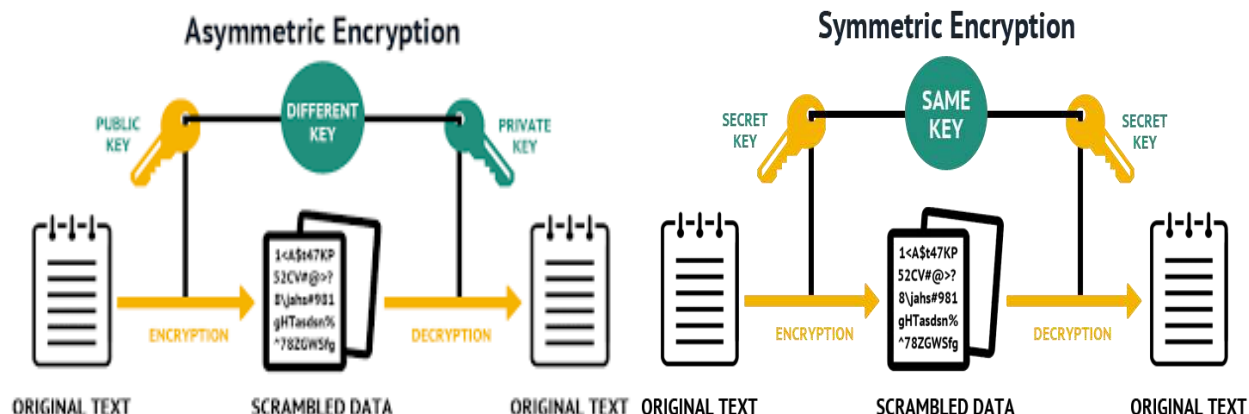 Asymmetric Encryption
DIFFERENT
KEY
PUBLIC
KEY
PRIVATE
KEY
1<A$t47KP
52CV#@>?
8\jahs#981
gHTasdsn%
^78ZGWSfg
ENCRYPTION
DECRYPTION
ORIGINAL TEXT
SCRAMBLED DATA
ORIGINAL TEXT
Symmetric Encryption
SAME
KEY
SECRET
KEY
SECRET
KEY
1<A$t47KP
52CV#@>?
8\jahs#981
gHTasdsn%
^78ZGWSfg
ENCRYPTION
DECRYPTION
ORIGINAL TEXT
SCRAMBLED DATA
ORIGINAL TEXT